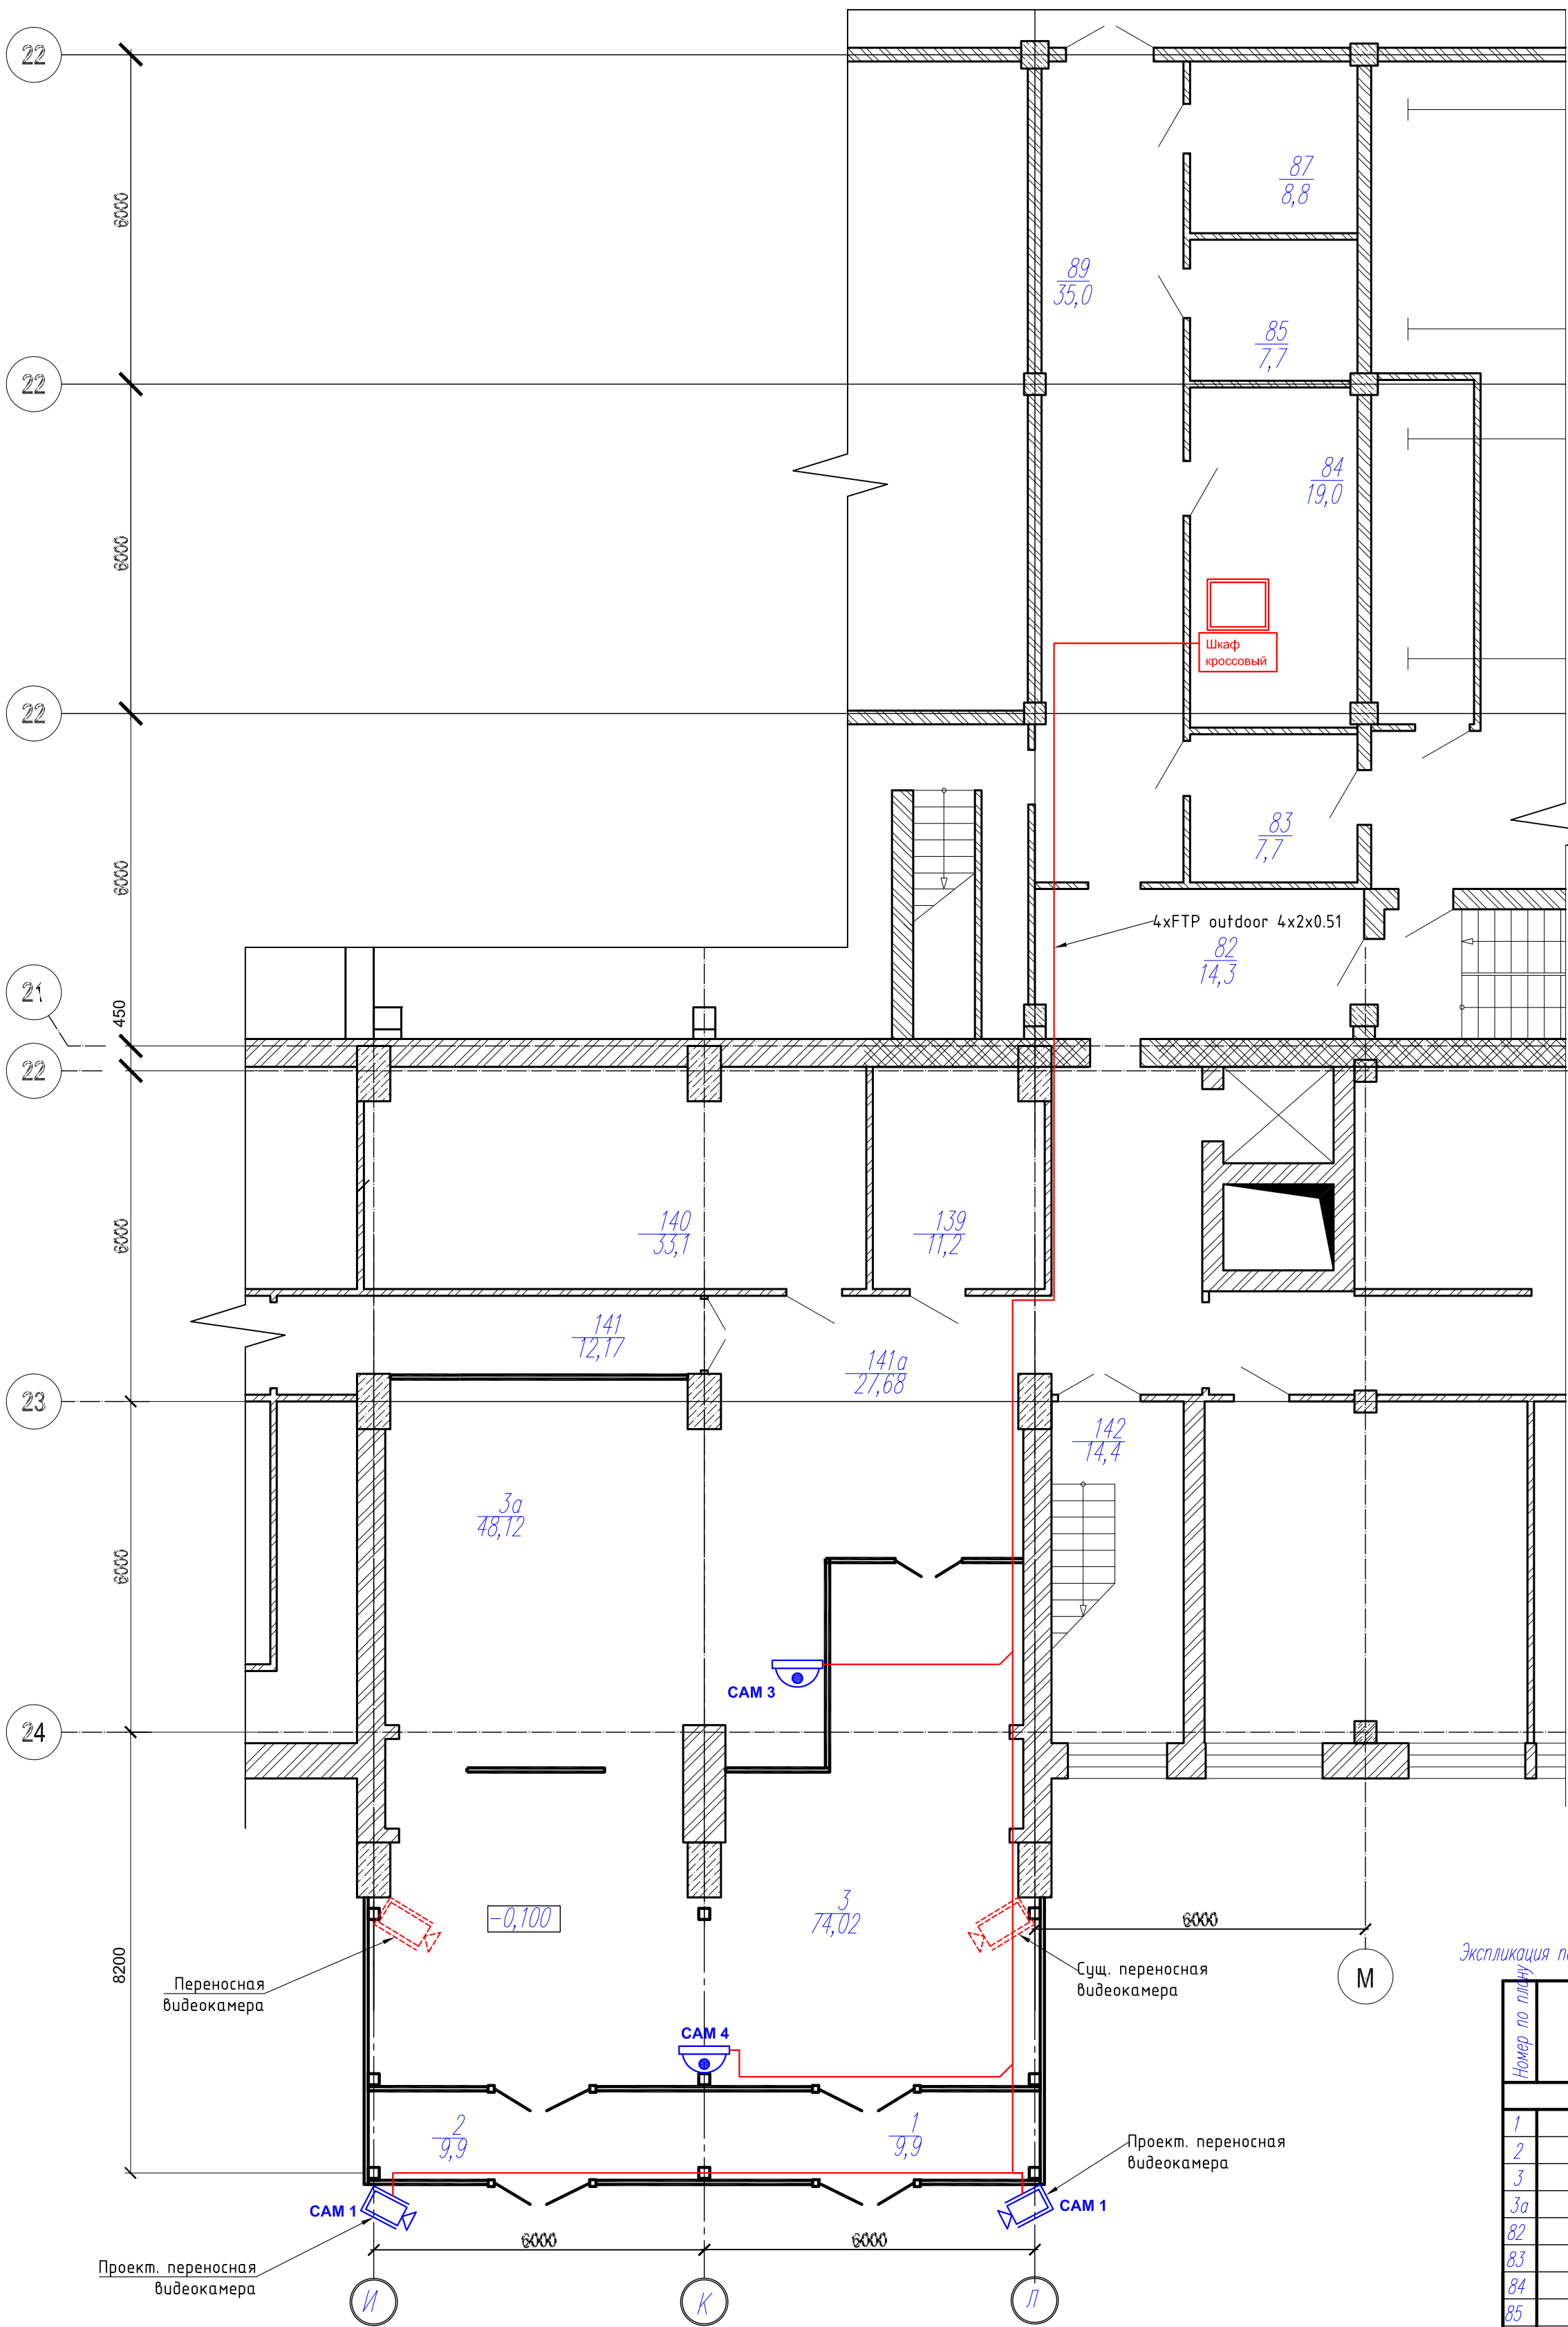 22
6000
87
8,8
89
35,0
85
7,7
22
84
19,0
6000
Шкаф
кроссовый
22
83
7,7
6000
4xFTP outdoor 4x2x0.51
82
14,3
21
450
22
140
33,1
139
11,2
6000
141
12,17
141а
27,68
23
142
14,4
3а
48,12
6000
CAM 3
24
-0,100
3
74,02
6000
8200
Переносная
видеокамера
Сущ. переносная
видеокамера
М
CAM 4
2
9,9
1
9,9
Проект. переносная
видеокамера
CAM 1
CAM 1
6000
6000
Проект. переносная
видеокамера
И
К
Л
Экспликация
Номер по плану
1
2
3
3а
82
83
84
85